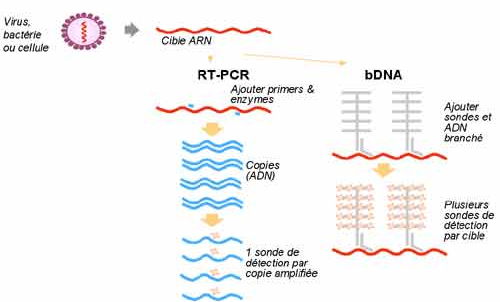 Virus,
bactérie
ou cellule
Cible ARN
RT-PCR
Ajouter primers &
enzymes
Copies
(ADN)
1 sonde de
détection par
copie amplifiée
bDNA
Ajouter
sondes et
ADN
branché
Plusieurs
sondes de
détection
par cible